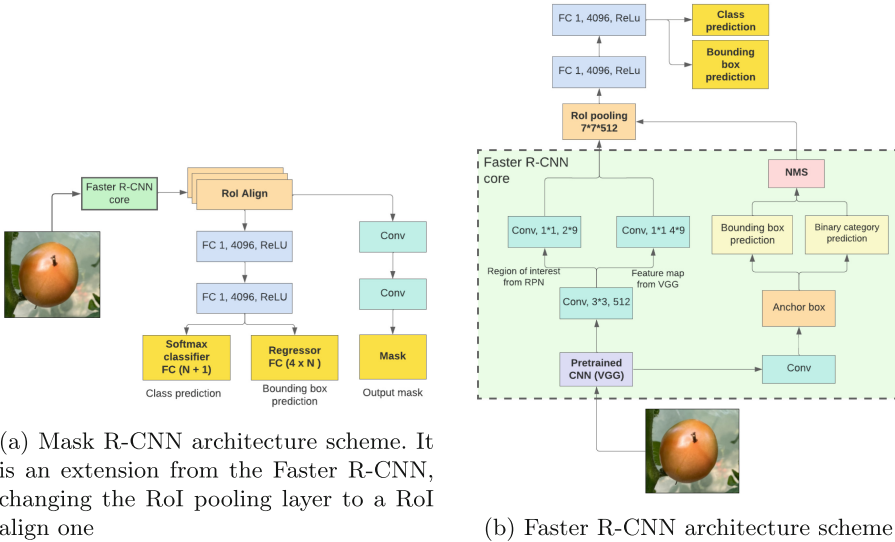 Faster R-CNN
core
RoI Align
FC 1, 4096, ReLU
FC 1, 4096, ReLU
Softmax
classifier
FC (N + 1)
Regressor
FC (4 x N )
Conv
Conv
Mask
Class prediction
Bounding box
prediction
Output mask
(a) Mask R-CNN architecture scheme. It
is an extension from the Faster R-CNN,
changing the RoI pooling layer to a RoI
align one
FC 1, 4096, ReLu
Class
prediction
Bounding
box
prediction
FC 1, 4096, ReLu
RoI pooling
7*7*512
Faster R-CNN
core
NMS
Conv, 1*1, 2*9
Conv, 1*1 4*9
Bounding box
prediction
Binary category
prediction
Region of interest
from RPN
Feature map
from VGG
Conv, 3*3, 512
Anchor box
Pretrained
CNN (VGG)
Conv
(b) Faster R-CNN architecture scheme